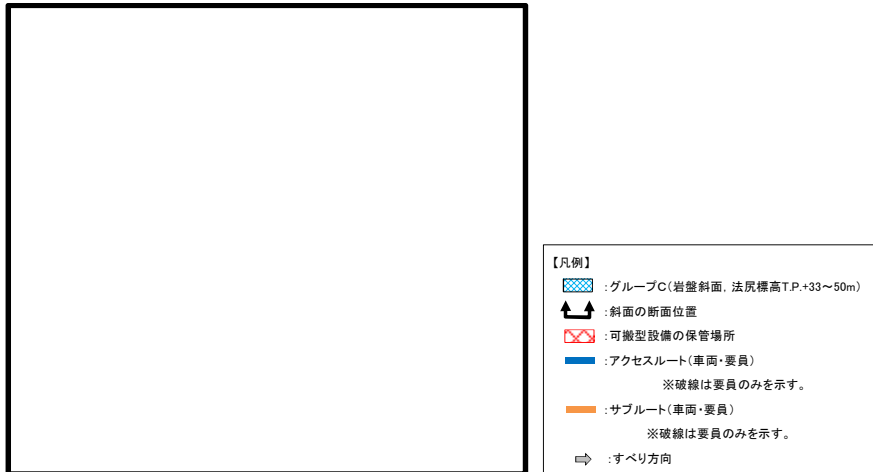 【凡例】
:グループC(岩盤斜面, 法尻標高T.P.+33~50m)
:斜面の断面位置
:可搬型設備の保管場所
:アクセスルート(車両・要員)
※破線は要員のみを示す。
:サブルート(車両・要員)
※破線は要員のみを示す。
:すべり方向